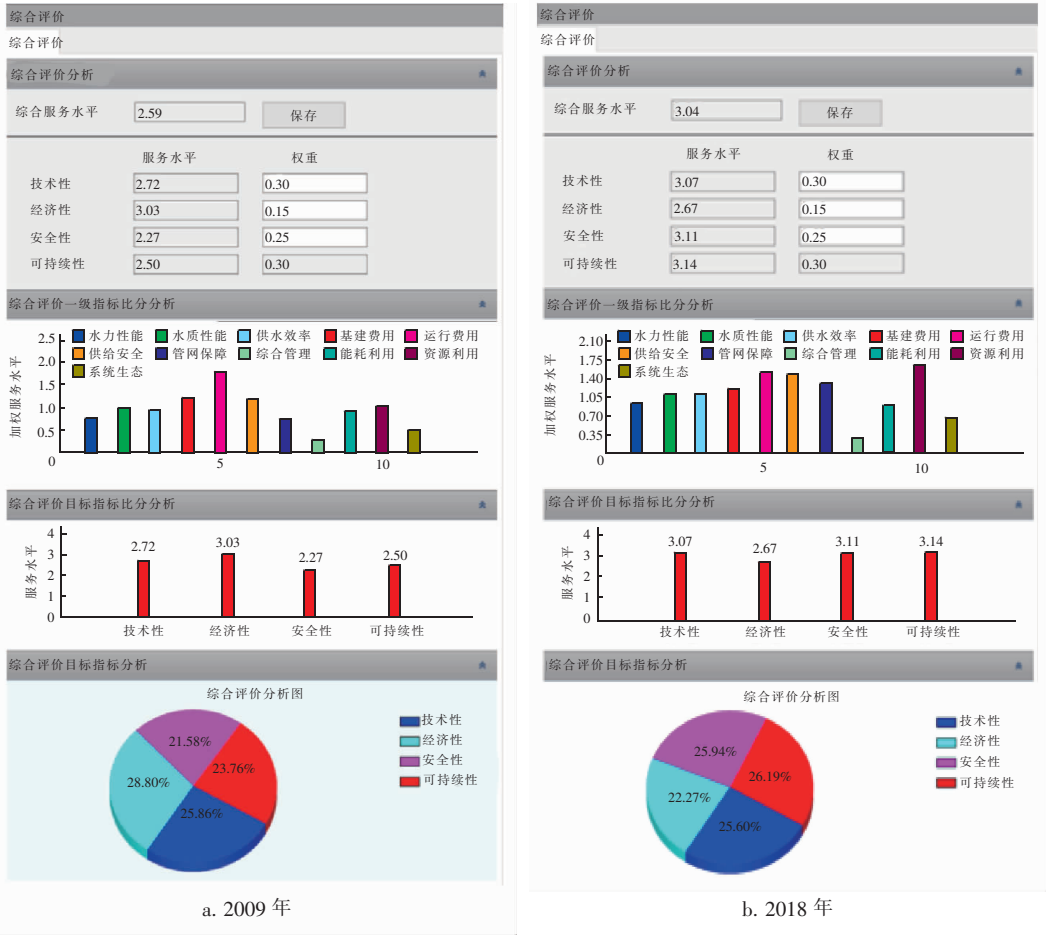 综合评价
综合评价
综合评价分析
综合服务水平 2.59 保存
服务水平 权重
技术性 2.72 0.30
经济性 3.03 0.15
安全性 2.27 0.25
可持续性 2.50 0.30
综合评价一级指标比分分析
水力性能 水质性能 供水效率 基建费用 运行费用
供给安全 管网保障 综合管理 能耗利用 资源利用
系统生态
加权服务水平
2.5
2.0
1.5
1.0
0.5
0
5 10
综合评价目标指标比分分析
服务水平
4
3
2
1
0
2.72 3.03 2.27 2.50
技术性 经济性 安全性 可持续性
综合评价目标指标分析
综合评价分析图
技术性
经济性
安全性
可持续性
21.58%
23.76%
28.80%
25.86%
a. 2009 年
综合评价
综合评价
综合评价分析
综合服务水平 3.04 保存
服务水平 权重
技术性 3.07 0.30
经济性 2.67 0.15
安全性 3.11 0.25
可持续性 3.14 0.30
综合评价一级指标比分分析
水力性能 水质性能 供水效率 基建费用 运行费用
供给安全 管网保障 综合管理 能耗利用 资源利用
系统生态
加权服务水平
2.10
1.75
1.40
1.05
0.70
0.35
0
5 10
综合评价目标指标比分分析
服务水平
4
3
2
1
0
3.07 2.67 3.11 3.14
技术性 经济性 安全性 可持续性
综合评价目标指标分析
综合评价分析图
技术性
经济性
安全性
可持续性
25.94%
26.19%
22.27%
25.60%
b. 2018 年